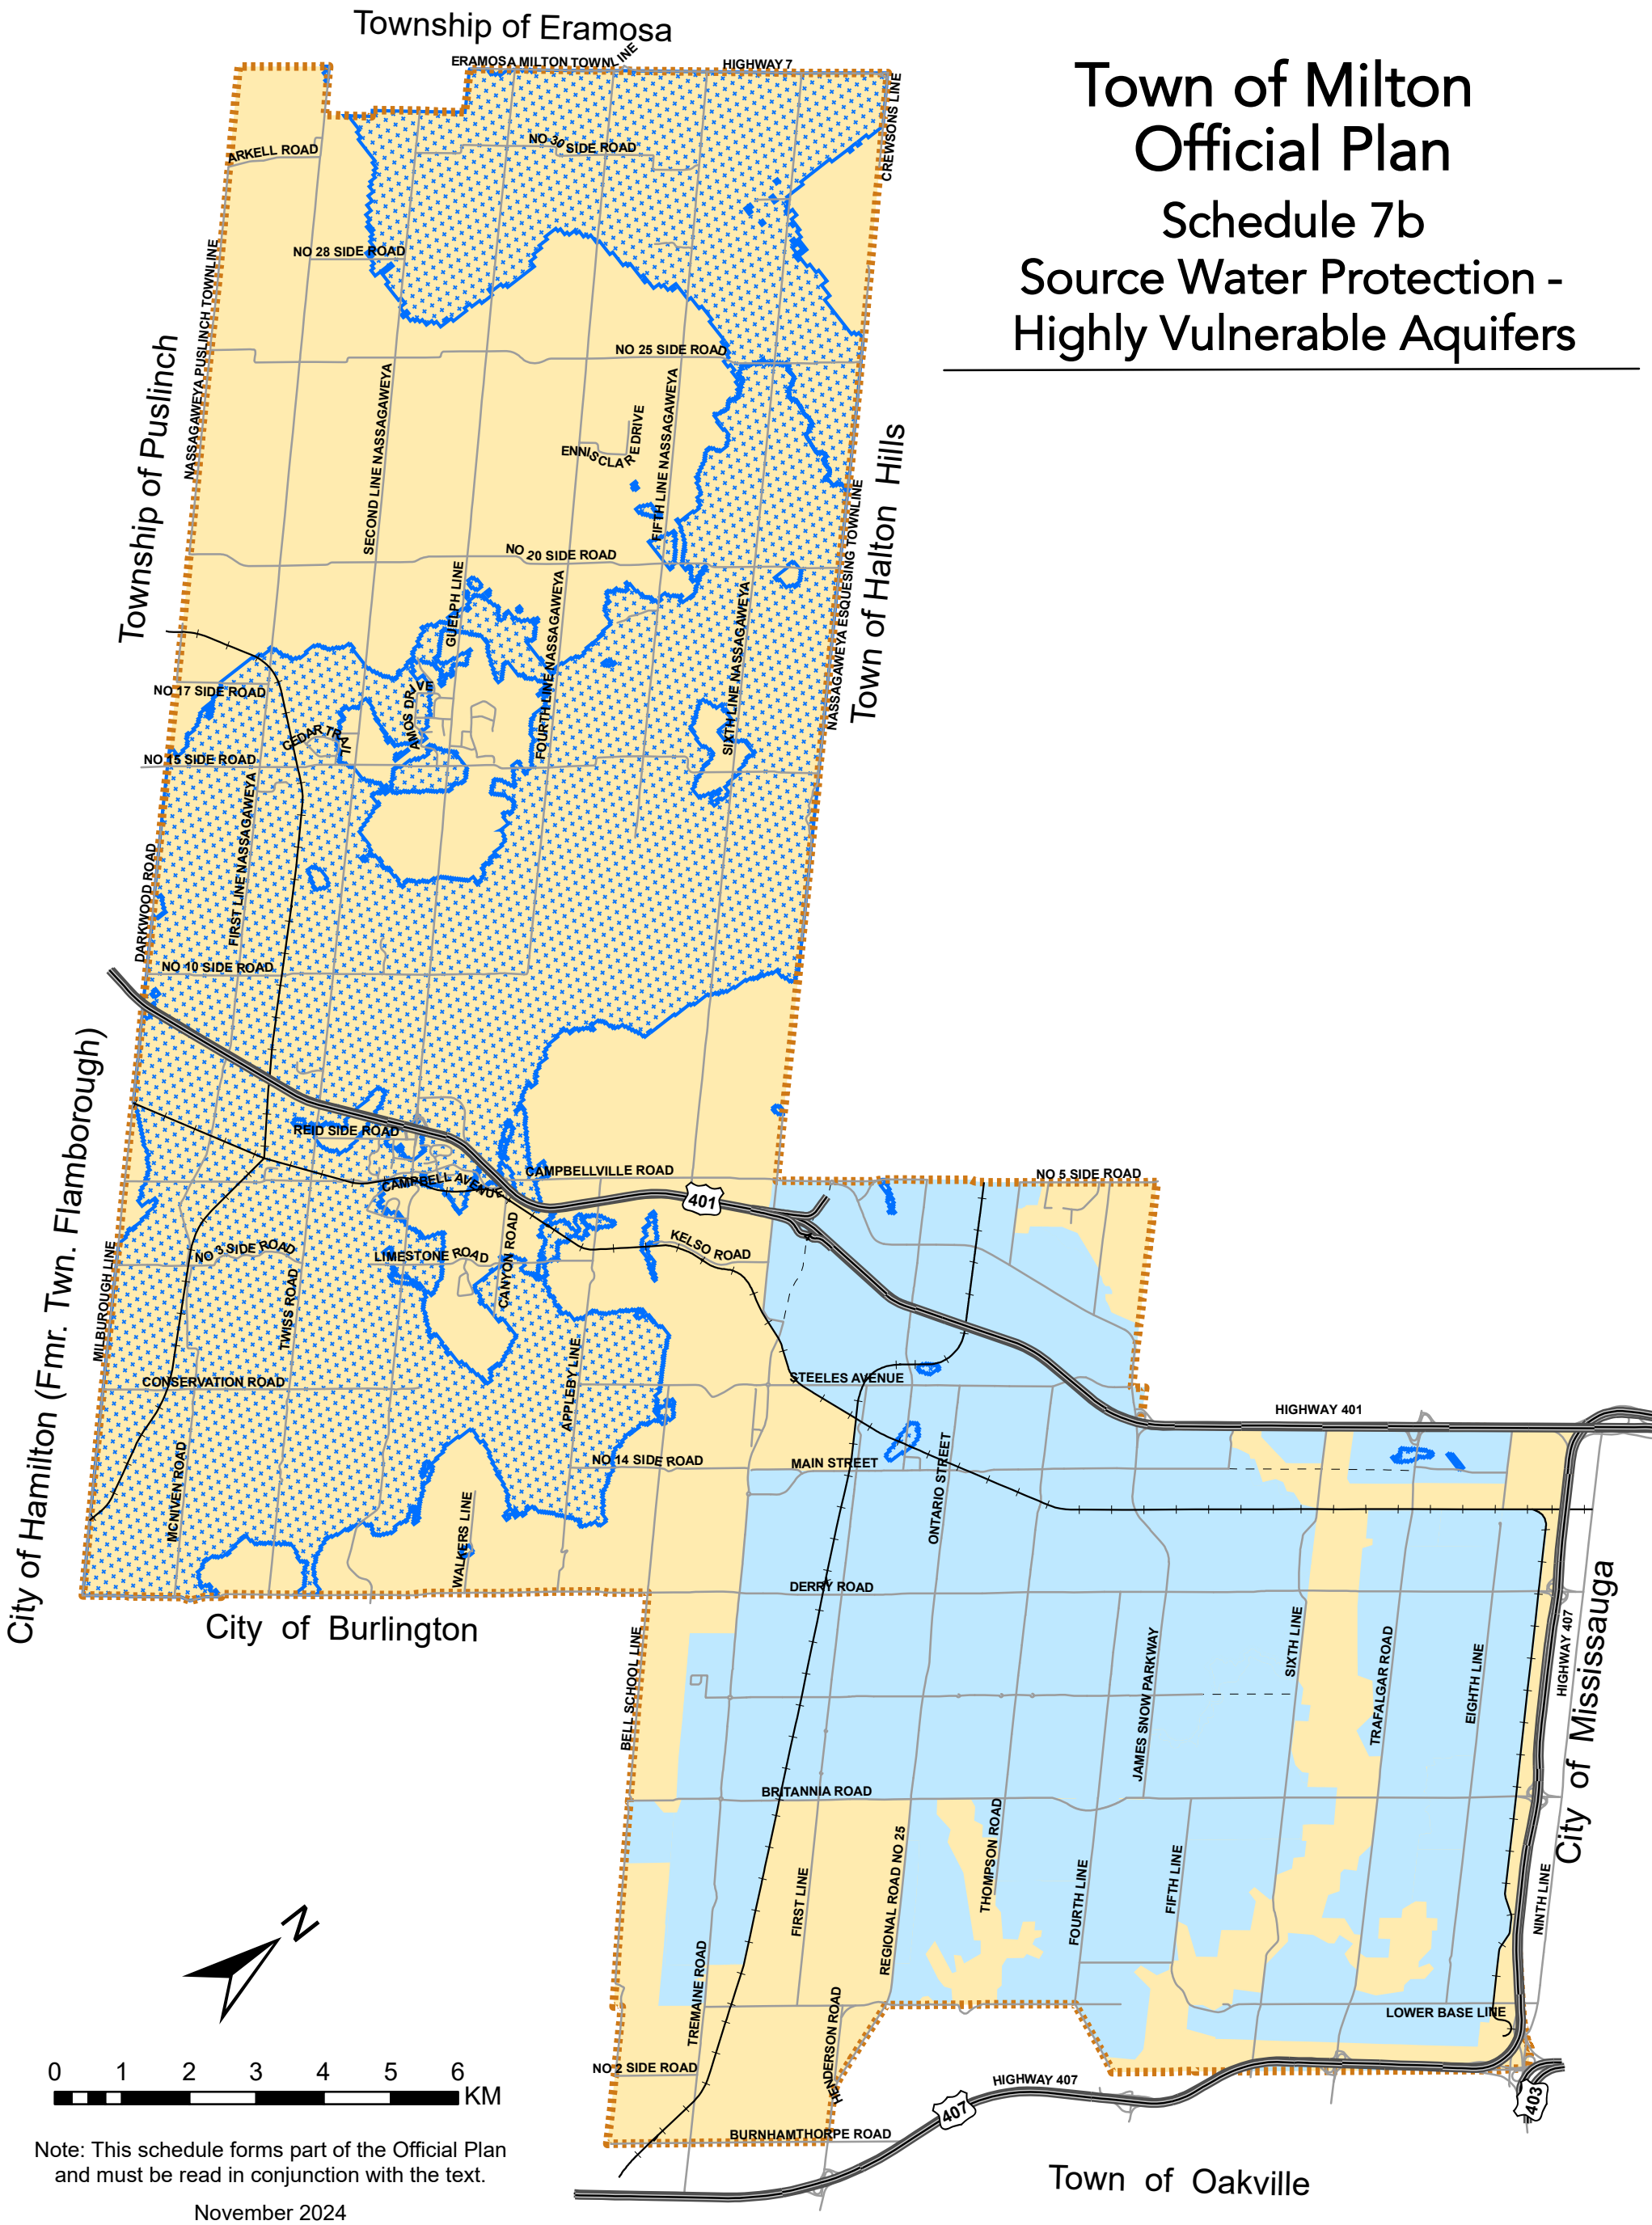 Township of Eramosa
ERAMOSA MILTON TOWNLINE
HIGHWAY 7
Town of Milton
Official Plan
Schedule 7b
Source Water Protection -
Highly Vulnerable Aquifers
CREWSONS LINE
ARKELL ROAD
NO 30 SIDE ROAD
NO 28 SIDE ROAD
NASSAGAWEYA PUSLINCH TOWNLINE
Township of Puslinch
NO 25 SIDE ROAD
SECOND LINE NASSAGAWEYA
ENNISCLARE DRIVE
FIFTH LINE NASSAGAWEYA
Town of Halton Hills
NASSAGAWEYA ESQUESING TOWNLINE
NO 20 SIDE ROAD
GUELPH LINE
FOURTH LINE NASSAGAWEYA
SIXTH LINE NASSAGAWEYA
NO 17 SIDE ROAD
AMOS DRIVE
CEDAR TRAIL
NO 15 SIDE ROAD
FIRST LINE NASSAGAWEYA
DARKWOOD ROAD
NO 10 SIDE ROAD
City of Hamilton (Fmr. Twn. Flamborough)
REID SIDE ROAD
CAMPBELLVILLE ROAD
CAMPBELL AVENUE
401
NO 5 SIDE ROAD
NO 3 SIDE ROAD
LIMESTONE ROAD
CANYON ROAD
KELSO ROAD
MILBUROUGH LINE
TWISS ROAD
CONSERVATION ROAD
APPLEBY LINE
STEELES AVENUE
HIGHWAY 401
MCNIVEN ROAD
NO 14 SIDE ROAD
MAIN STREET
ONTARIO STREET
WALKERS LINE
DERRY ROAD
City of Burlington
BELL SCHOOL LINE
JAMES SNOW PARKWAY
SIXTH LINE
TRAFALGAR ROAD
EIGHTH LINE
HIGHWAY 407
City of Mississauga
BRITANNIA ROAD
FIRST LINE
REGIONAL ROAD NO 25
THOMPSON ROAD
FOURTH LINE
FIFTH LINE
NINTH LINE
TREMAINE ROAD
HENDERSON ROAD
LOWER BASE LINE
NO 2 SIDE ROAD
HIGHWAY 407
407
403
BURNHAMTHORPE ROAD
Town of Oakville
N
0 1 2 3 4 5 6
KM
Note: This schedule forms part of the Official Plan
and must be read in conjunction with the text.
November 2024